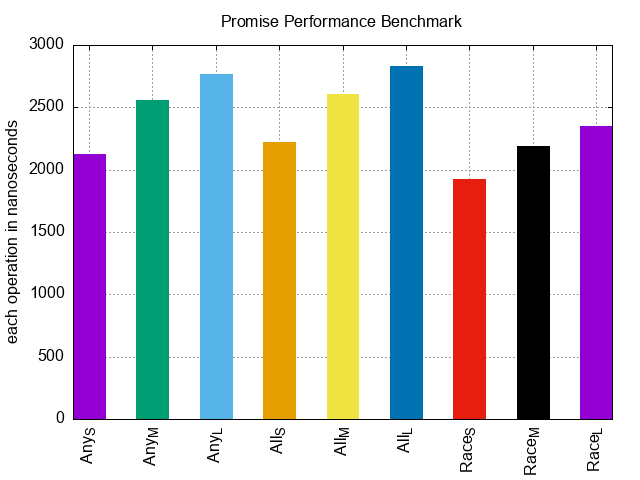 Promise Performance Benchmark
each operation in nanoseconds
3000
2500
2000
1500
1000
500
0
AnyS
AnyM
AnyL
AllS
AllM
AllL
RaceS
RaceM
RaceL